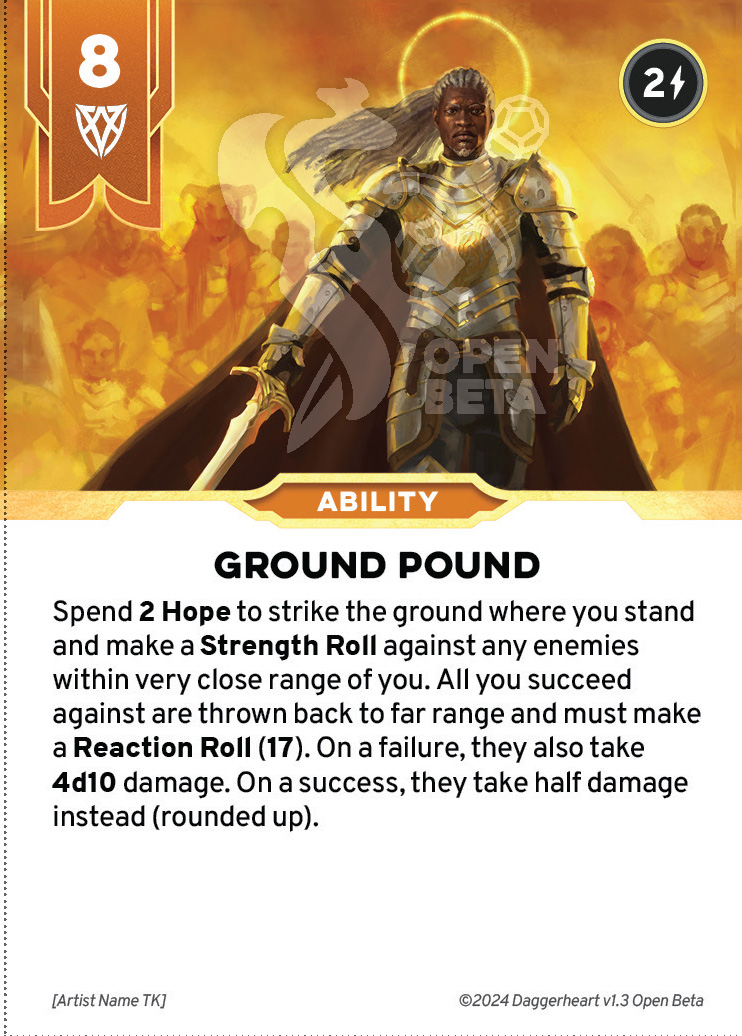 8
2
OPEN
BETA
ABILITY
GROUND POUND
Spend 2 Hope to strike the ground where you stand
and make a Strength Roll against any enemies
within very close range of you. All you succeed
against are thrown back to far range and must make
a Reaction Roll (17). On a failure, they also take
4d10 damage. On a success, they take half damage
instead (rounded up).
[Artist Name TK]
©2024 Daggerheart v1.3 Open Beta